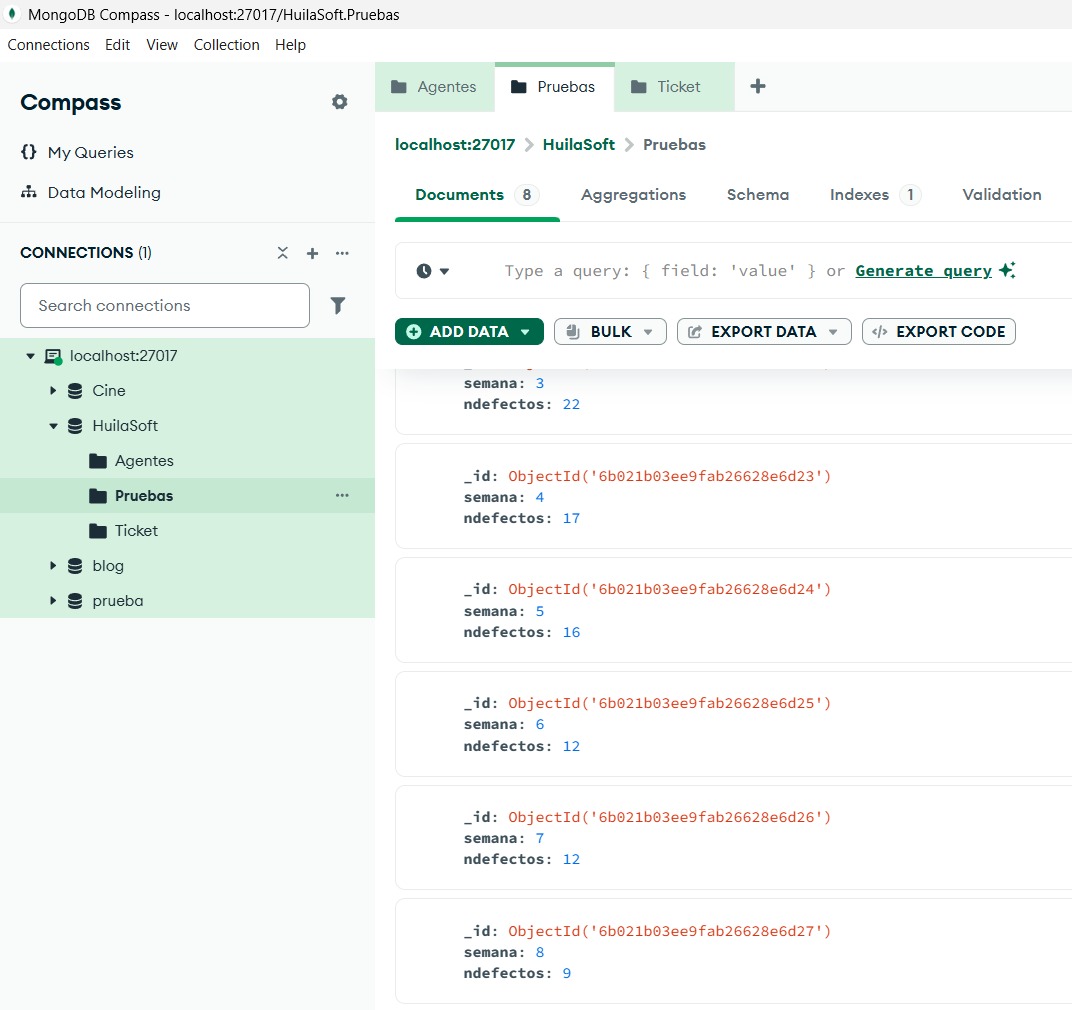 MongoDB Compass - localhost:27017/HuilaSoft.Pruebas
Connections Edit View Collection Help
Compass
{} My Queries
Data Modeling
CONNECTIONS (1)
Search connections
localhost:27017
Cine
HuilaSoft
Agentes
Pruebas
Ticket
blog
prueba
Agentes Pruebas Ticket
localhost:27017 > HuilaSoft > Pruebas
Documents 8 Aggregations Schema Indexes 1 Validation
Type a query: { field: 'value' } or Generate query
ADD DATA BULK EXPORT DATA </> EXPORT CODE
semana: 3
ndefectos: 22
_id: ObjectId('6b021b03ee9fab26628e6d23')
semana: 4
ndefectos: 17
_id: ObjectId('6b021b03ee9fab26628e6d24')
semana: 5
ndefectos: 16
_id: ObjectId('6b021b03ee9fab26628e6d25')
semana: 6
ndefectos: 12
_id: ObjectId('6b021b03ee9fab26628e6d26')
semana: 7
ndefectos: 12
_id: ObjectId('6b021b03ee9fab26628e6d27')
semana: 8
ndefectos: 9